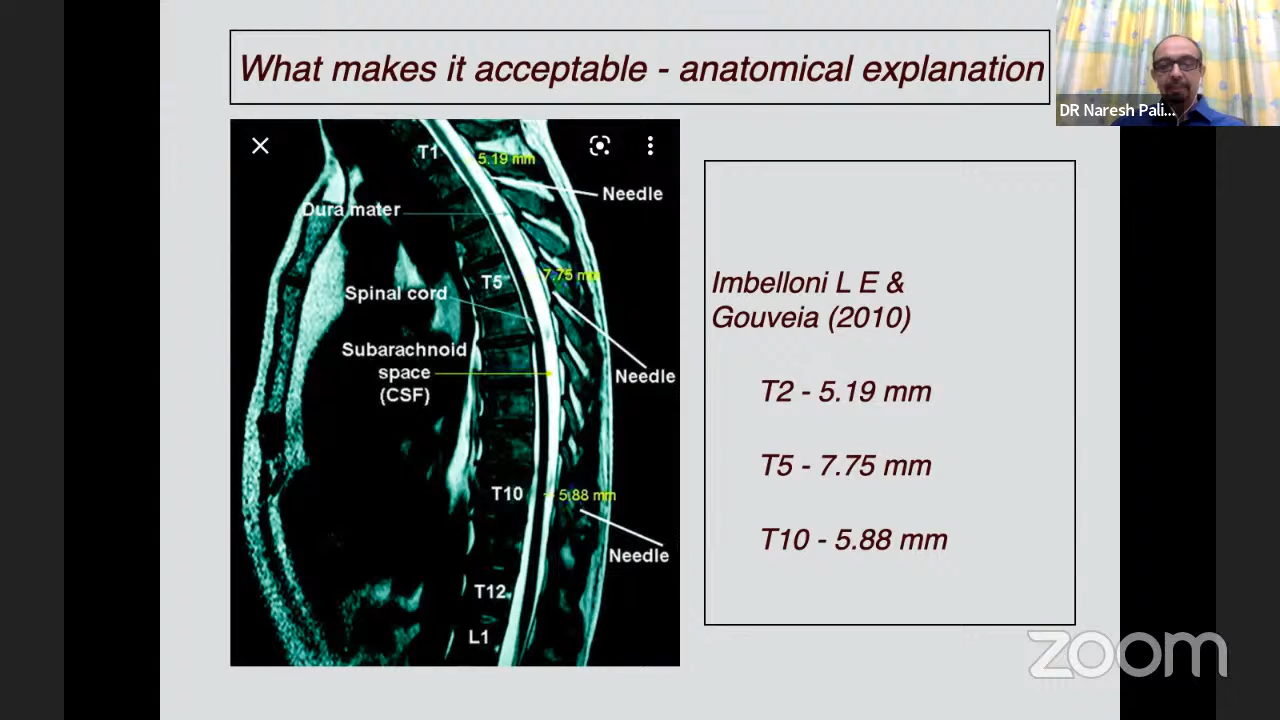 What makes it acceptable - anatomical explanation
DR Naresh Pali...
T1
5.19 mm
Needle
Dura mater
7.75 mm
T5
Spinal cord
Subarachnoid
space
(CSF)
Needle
T10
5.88 mm
Needle
T12
L1
Imbelloni L E &
Gouveia (2010)
T2 - 5.19 mm
T5 - 7.75 mm
T10 - 5.88 mm
zoom